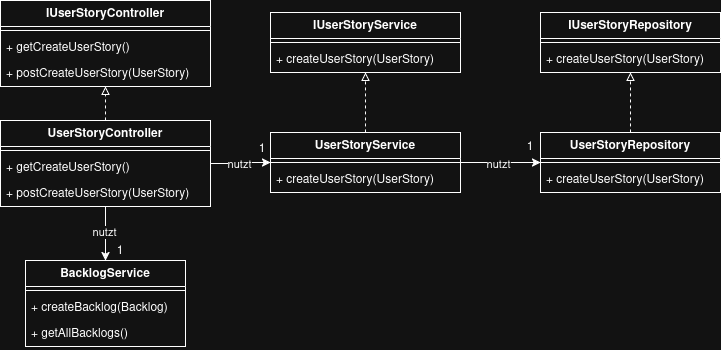 IUserStoryController
+ getCreateUserStory()
+ postCreateUserStory(UserStory)
IUserStoryService
+ createUserStory(UserStory)
IUserStoryRepository
+ createUserStory(UserStory)
UserStoryController
+ getCreateUserStory()
+ postCreateUserStory(UserStory)
1
nutzt
UserStoryService
+ createUserStory(UserStory)
1
nutzt
UserStoryRepository
+ createUserStory(UserStory)
nutzt
1
BacklogService
+ createBacklog(Backlog)
+ getAllBacklogs()